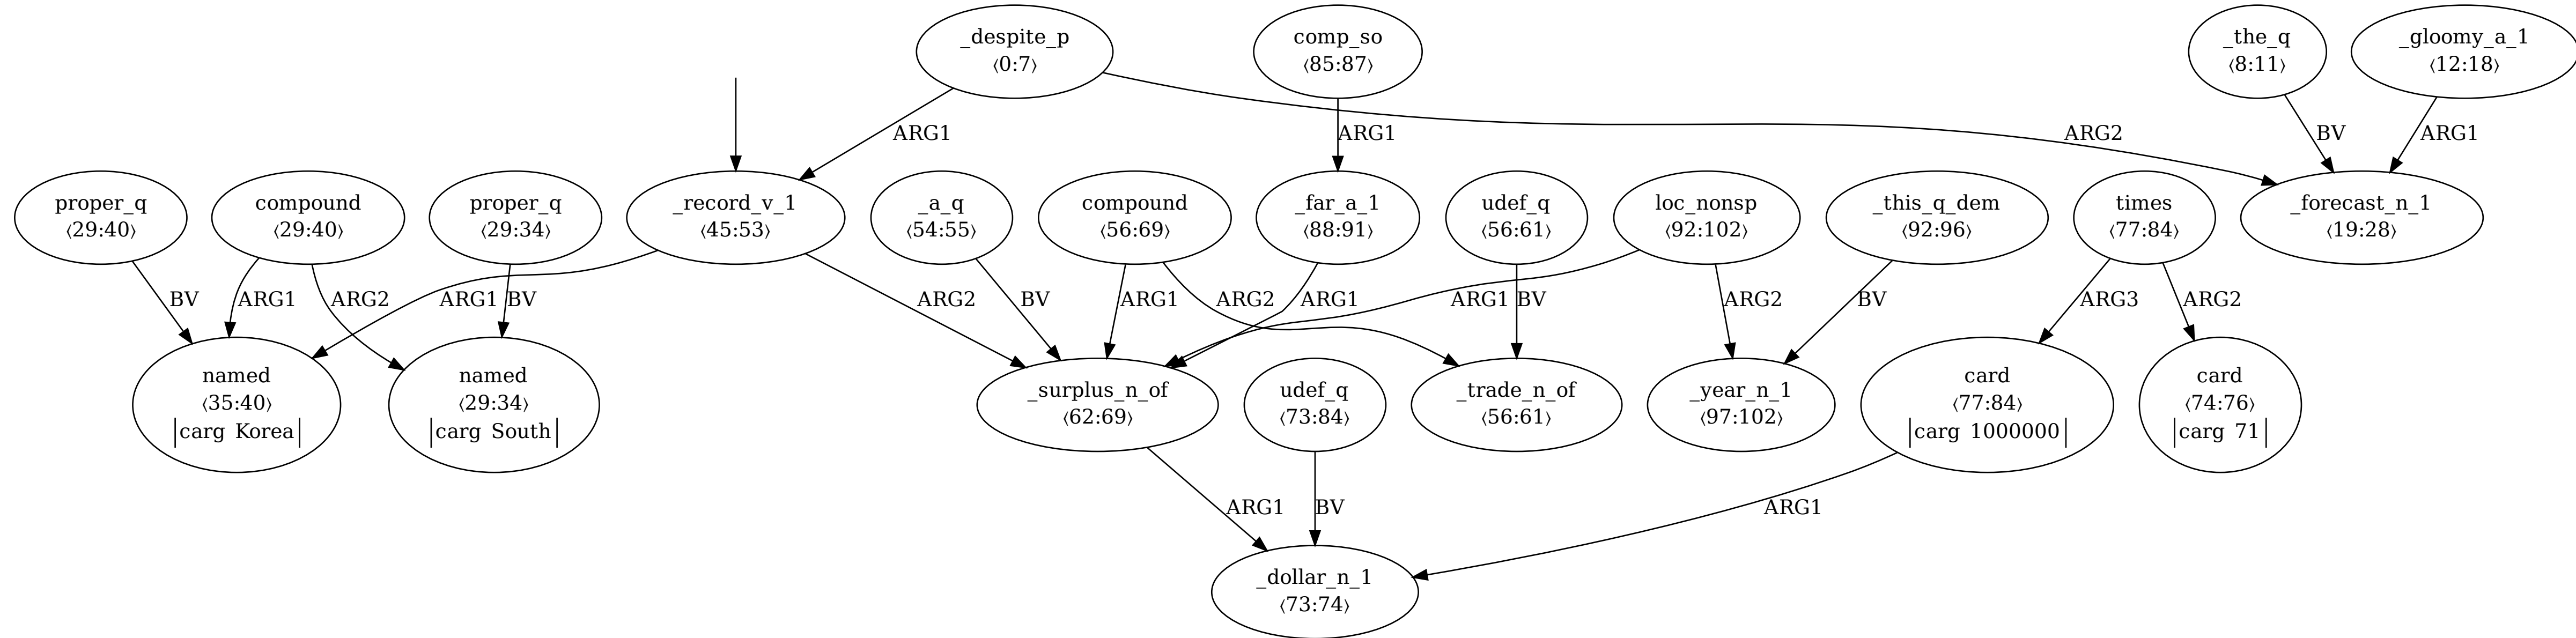 _despite_p
⟨0:7⟩
comp_so
⟨85:87⟩
_the_q
⟨8:11⟩
_gloomy_a_1
⟨12:18⟩
ARG1
ARG1
ARG2
BV
ARG1
proper_q
⟨29:40⟩
compound
⟨29:40⟩
proper_q
⟨29:34⟩
_record_v_1
⟨45:53⟩
_a_q
⟨54:55⟩
compound
⟨56:69⟩
_far_a_1
⟨88:91⟩
udef_q
⟨56:61⟩
loc_nonsp
⟨92:102⟩
_this_q_dem
⟨92:96⟩
times
⟨77:84⟩
_forecast_n_1
⟨19:28⟩
BV
ARG1
ARG2
ARG1
BV
ARG2
BV
ARG1
ARG2
ARG1
ARG1
BV
ARG2
BV
ARG3
ARG2
named
⟨35:40⟩
carg Korea
named
⟨29:34⟩
carg South
_surplus_n_of
⟨62:69⟩
udef_q
⟨73:84⟩
_trade_n_of
⟨56:61⟩
_year_n_1
⟨97:102⟩
card
⟨77:84⟩
carg 1000000
card
⟨74:76⟩
carg 71
ARG1
BV
ARG1
_dollar_n_1
⟨73:74⟩